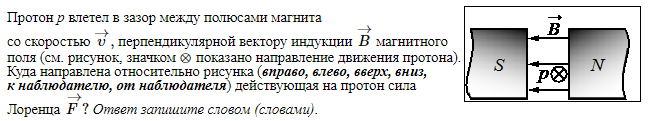 Протон p влетел в зазор между полюсами магнита
со скоростью v⃗, перпендикулярной вектору индукции B⃗ магнитного
поля (см. рисунок, значком ⊗ показано направление движения протона).
Куда направлена относительно рисунка (вправо, влево, вверх, вниз,
к наблюдателю, от наблюдателя) действующая на протон сила
Лоренца F⃗ ? Ответ запишите словом (словами).
B⃗
S
p⊗
N